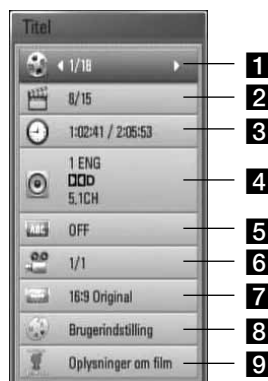 Titel
1/18 1
8/15 2
1:02:41 / 2:05:53 3
1 ENG
D 4
5.1CH
ABC OFF 5
1/1 6
16:9 Original 7
Brugerindstilling 8
Oplysninger om film 9